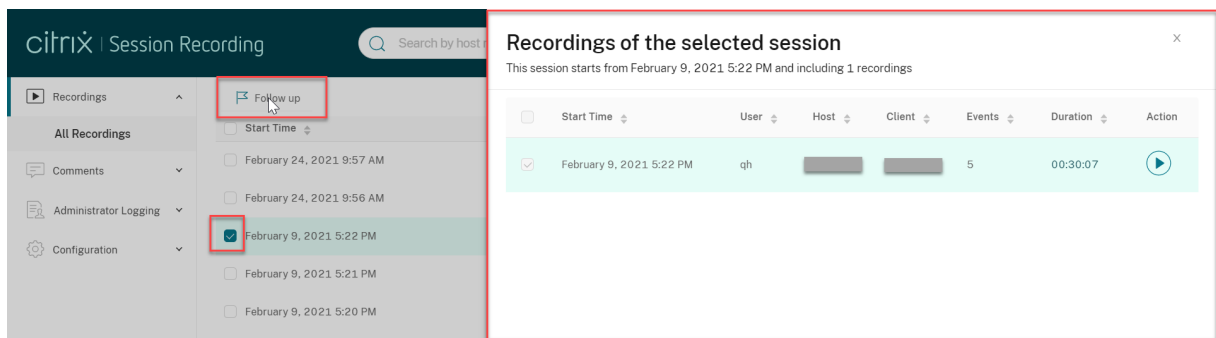 citrix | Session Recording
Search by host
Recordings
All Recordings
Comments
Administrator Logging
Configuration
Follow up
Start Time
February 24, 2021 9:57 AM
February 24, 2021 9:56 AM
February 9, 2021 5:22 PM
February 9, 2021 5:21 PM
February 9, 2021 5:20 PM
Recordings of the selected session
This session starts from February 9, 2021 5:22 PM and including 1 recordings
Start Time User Host Client Events Duration Action
February 9, 2021 5:22 PM qh 5 00:30:07